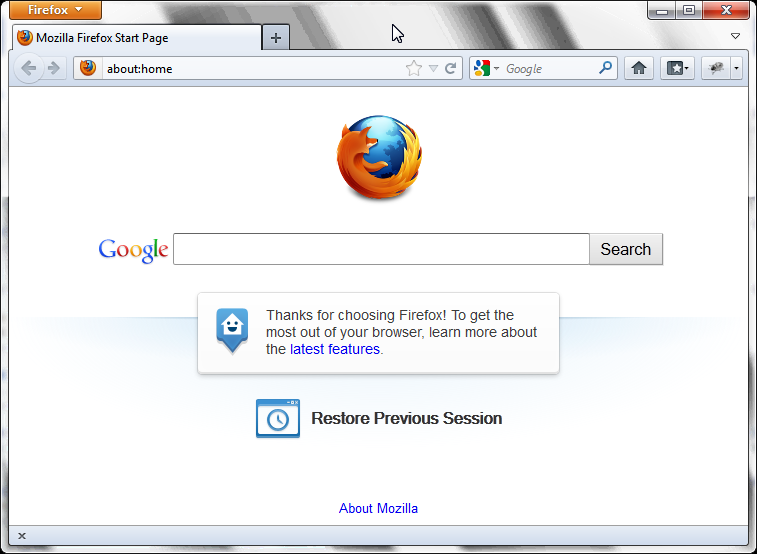 Firefox
Mozilla Firefox Start Page
about:home
Google
Google
Search
Thanks for choosing Firefox! To get the
most out of your browser, learn more about
the latest features.
Restore Previous Session
About Mozilla